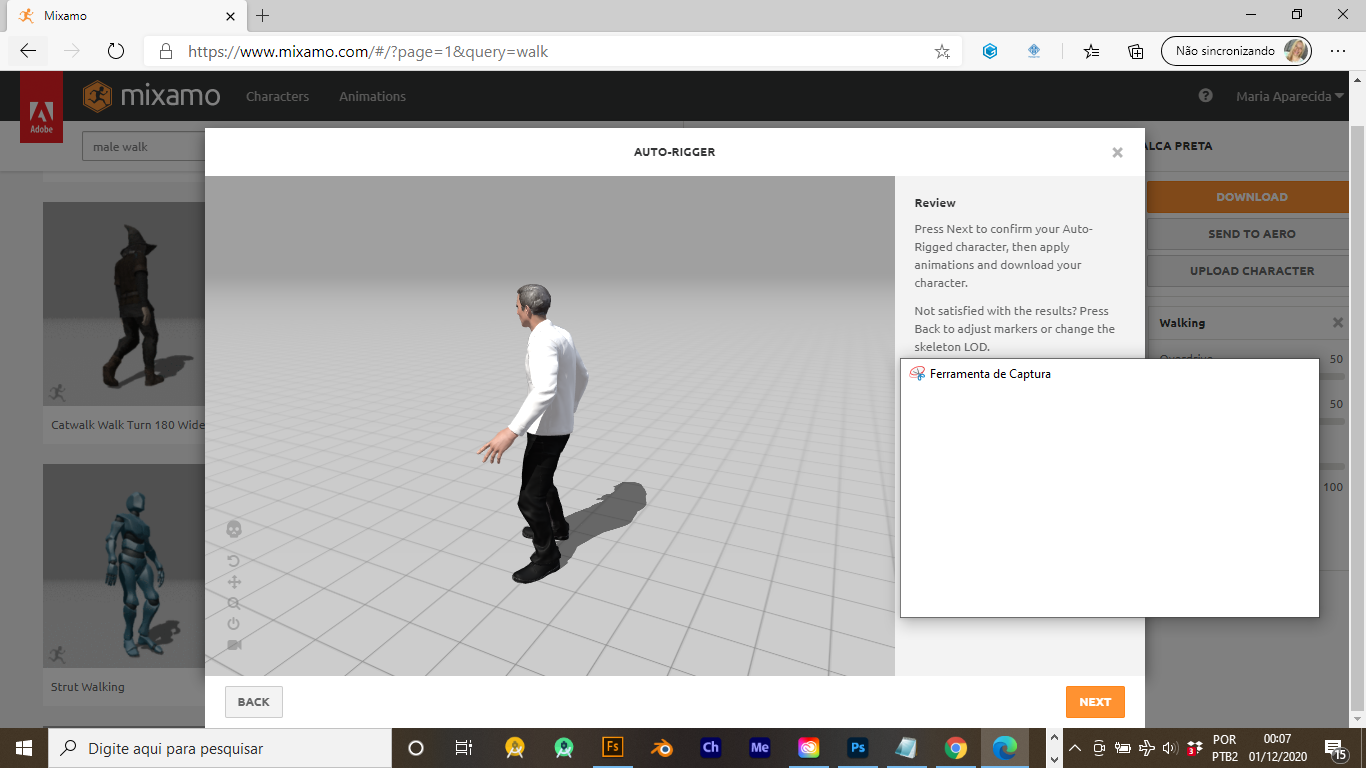 Mixamo
https://www.mixamo.com/#/?page=1&query=walk
Não sincronizando
Adobe
mixamo
Characters
Animations
Maria Aparecida
male walk
AUTO-RIGGER
ALCA PRETA
Review
Press Next to confirm your Auto-
Rigged character, then apply
animations and download your
character.
Not satisfied with the results? Press
Back to adjust markers or change the
skeleton LOD.
DOWNLOAD
SEND TO AERO
UPLOAD CHARACTER
Walking
Overdrive
50
50
100
Ferramenta de Captura
Catwalk Walk Turn 180 Wide
Strut Walking
BACK
NEXT
Digite aqui para pesquisar
Fs
Ch
Me
Ps
3
POR
PTB2
00:07
01/12/2020
15